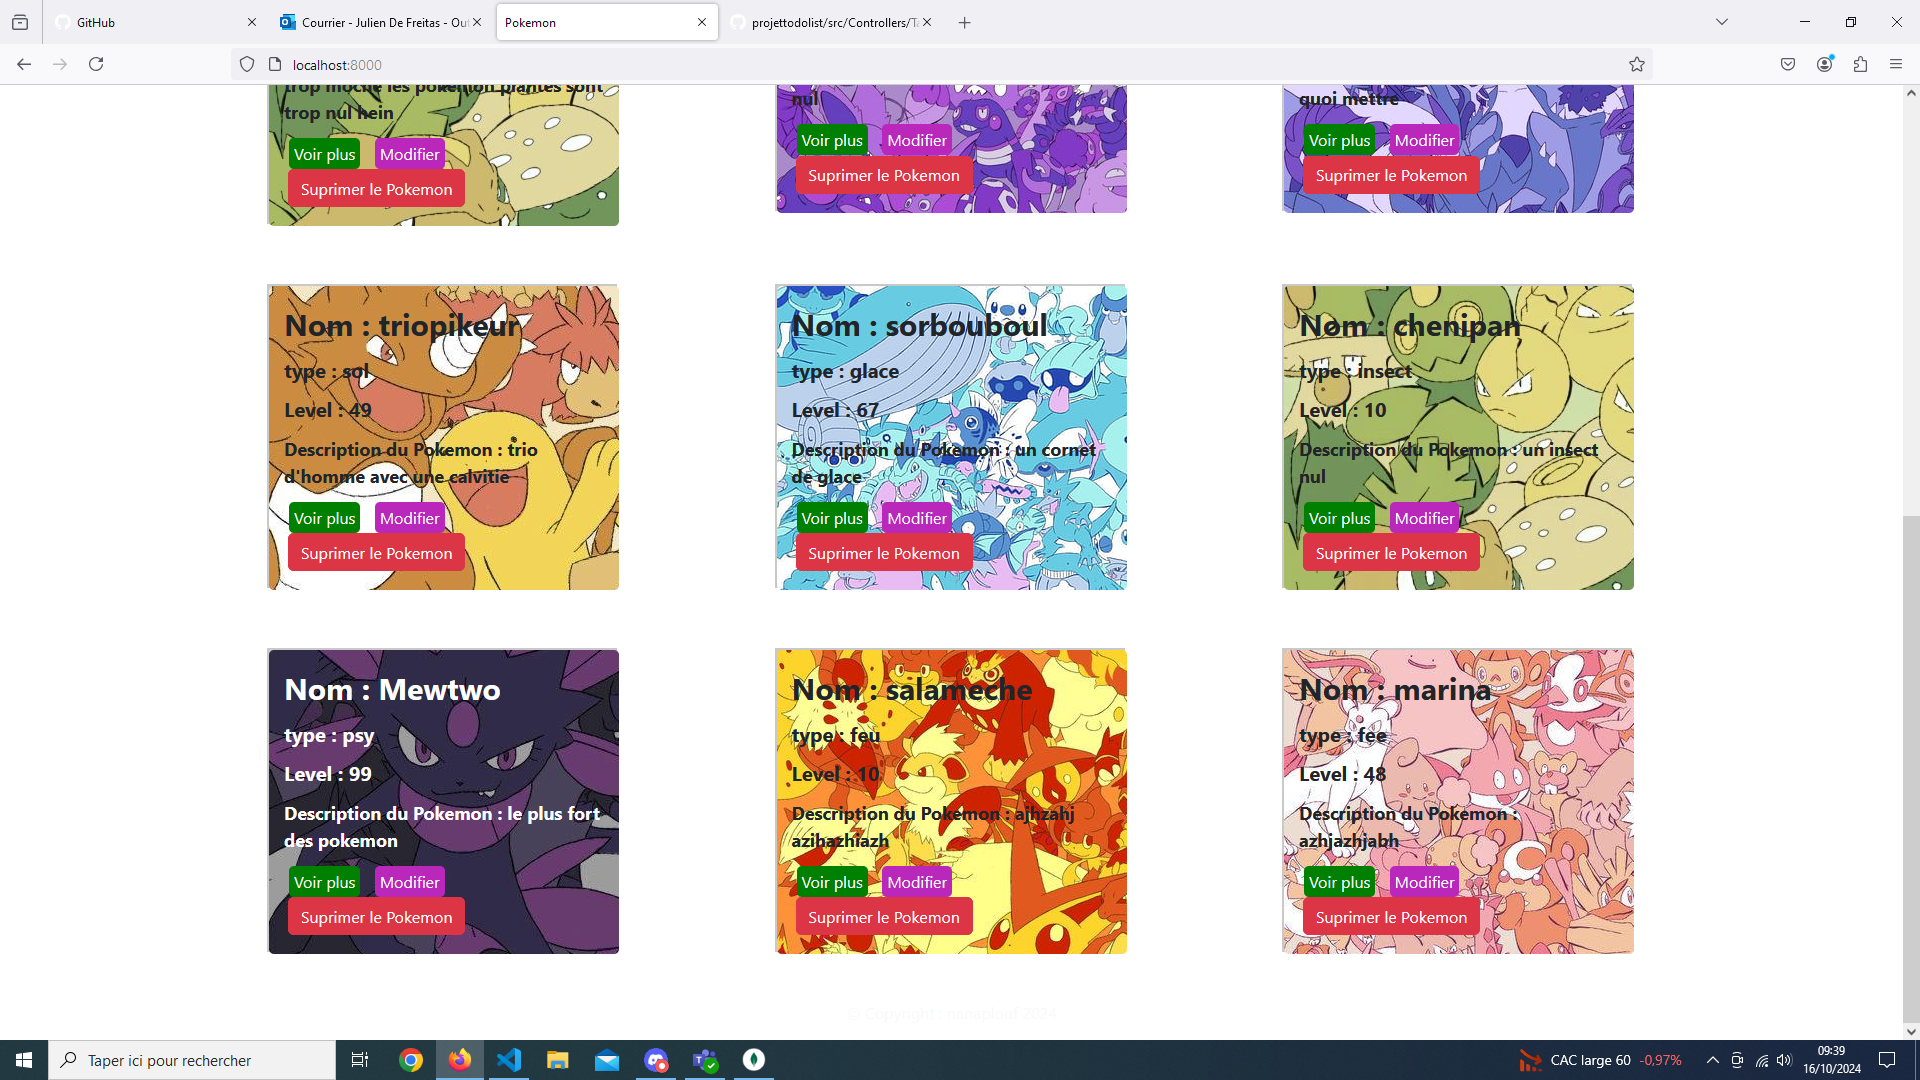 GitHub
Courrier - Julien De Freitas - Out
Pokemon
projettodolist/src/Controllers/Ta
localhost:8000
trop moche les pokemon plantes sont
trop nul hein
Voir plus
Modifier
Suprimer le Pokemon
nul
Voir plus
Modifier
Suprimer le Pokemon
quoi mettre
Voir plus
Modifier
Suprimer le Pokemon
Nom : triopikeur
type : sol
Level : 49
Description du Pokemon : trio
d'homme avec une calvitie
Voir plus
Modifier
Suprimer le Pokemon
Nom : sorbouboul
type : glace
Level : 67
Description du Pokemon : un cornet
de glace
Voir plus
Modifier
Suprimer le Pokemon
Nom : chenipan
type : insect
Level : 10
Description du Pokemon : un insect
nul
Voir plus
Modifier
Suprimer le Pokemon
Nom : Mewtwo
type : psy
Level : 99
Description du Pokemon : le plus fort
des pokemon
Voir plus
Modifier
Suprimer le Pokemon
Nom : salameche
type : feu
Level : 10
Description du Pokemon : ajhzahj
azihazhiazh
Voir plus
Modifier
Suprimer le Pokemon
Nom : marina
type : fee
Level : 48
Description du Pokemon :
azhjazhjabh
Voir plus
Modifier
Suprimer le Pokemon
© Copyright 2024
Taper ici pour rechercher
CAC large 60 -0,97%
09:39
16/10/2024